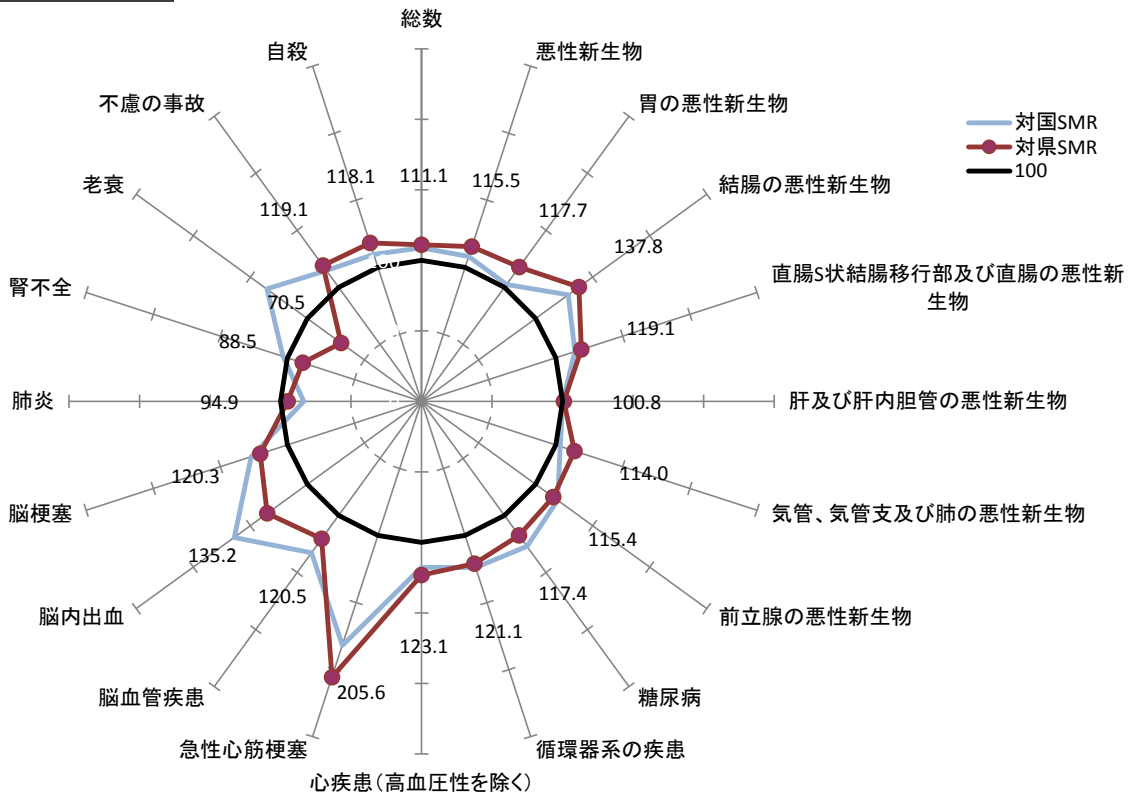 総数
自殺
悪性新生物
不慮の事故
胃の悪性新生物
対国SMR
対県SMR
100
老衰
結腸の悪性新生物
118.1
111.1
115.5
119.1
117.7
137.8
直腸S状結腸移行部及び直腸の悪性新
生物
100
腎不全
70.5
119.1
88.5
肺炎
94.9
100.8
肝及び肝内胆管の悪性新生物
120.3
114.0
脳梗塞
気管、気管支及び肺の悪性新生物
135.2
115.4
脳内出血
120.5
117.4
前立腺の悪性新生物
123.1
121.1
脳血管疾患
205.6
糖尿病
急性心筋梗塞
循環器系の疾患
心疾患(高血圧性を除く)